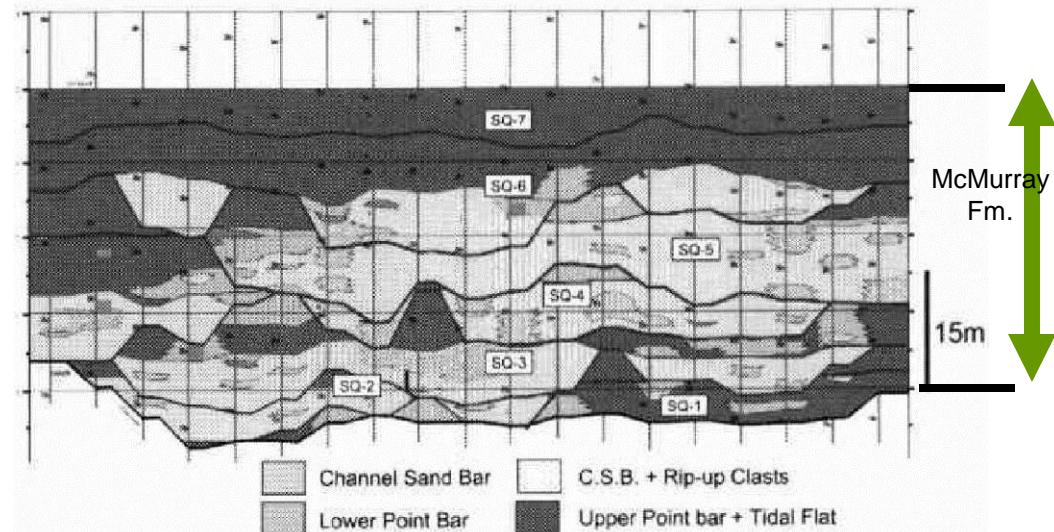 SQ-7
SQ-6
McMurray
Fm.
SQ-5
SQ-4
15m
SQ-3
SQ-2
SQ-1
Channel Sand Bar
C.S.B. + Rip-up Clasts
Lower Point Bar
Upper Point bar + Tidal Flat